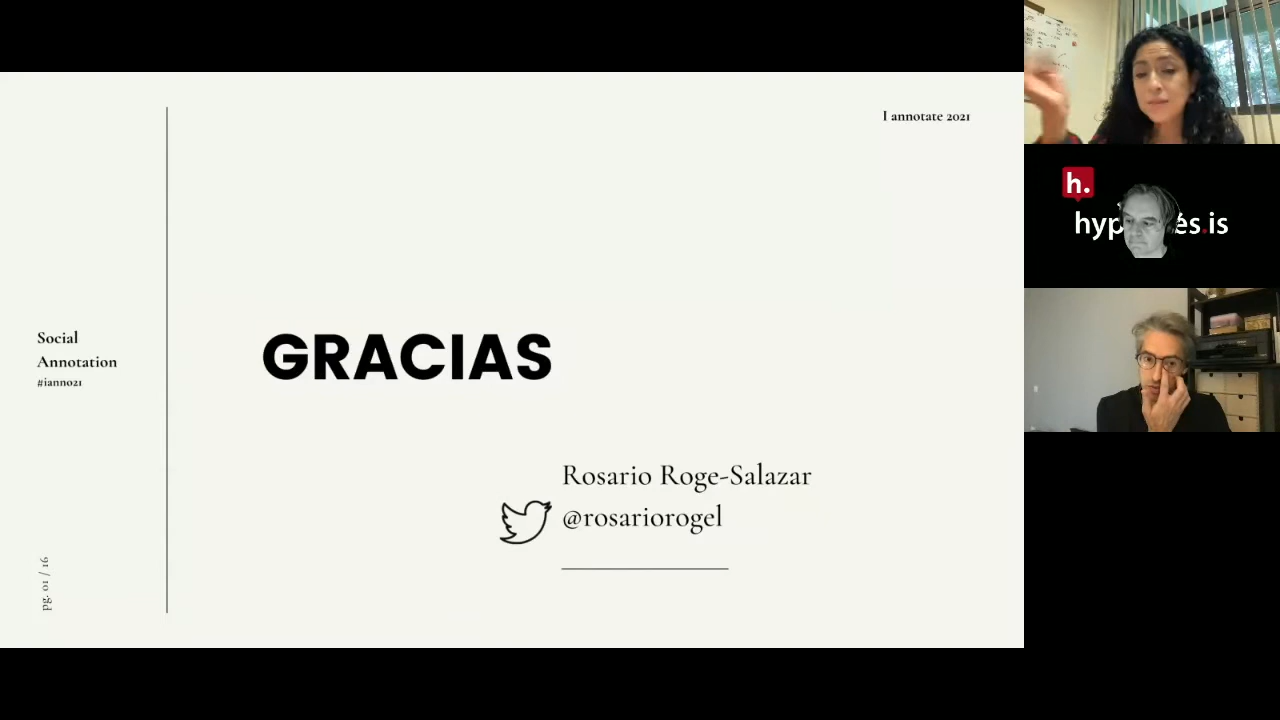 I annotate 2021
Social
Annotation
#ianno21
GRACIAS
Rosario Roge-Salazar
@rosariorogel
pg. 01 / 16
h.